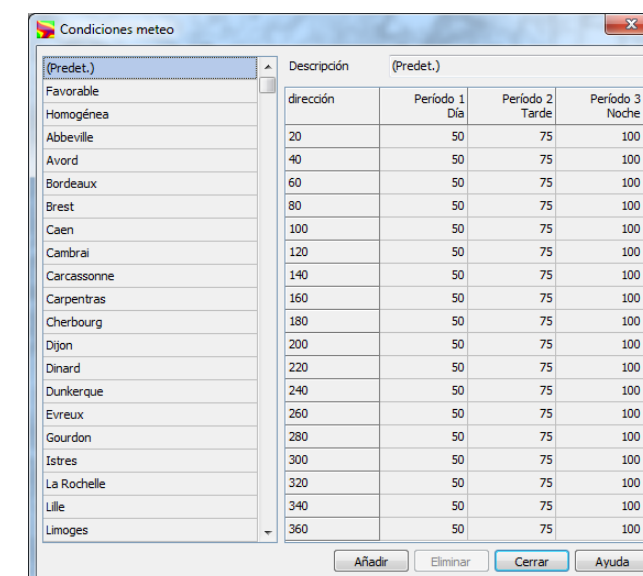 Condiciones meteo
(Predet.)
Favorable
Homogénea
Abbeville
Avord
Bordeaux
Brest
Caen
Cambrai
Carcassonne
Carpentras
Cherbourg
Dijon
Dinard
Dunkerque
Evreux
Gourdon
Istres
La Rochelle
Lille
Limoges
Descripción (Predet.)
dirección Período 1 Día Período 2 Tarde Período 3 Noche
20 50 75 100
40 50 75 100
60 50 75 100
80 50 75 100
100 50 75 100
120 50 75 100
140 50 75 100
160 50 75 100
180 50 75 100
200 50 75 100
220 50 75 100
240 50 75 100
260 50 75 100
280 50 75 100
300 50 75 100
320 50 75 100
340 50 75 100
360 50 75 100
Añadir Eliminar Cerrar Ayuda